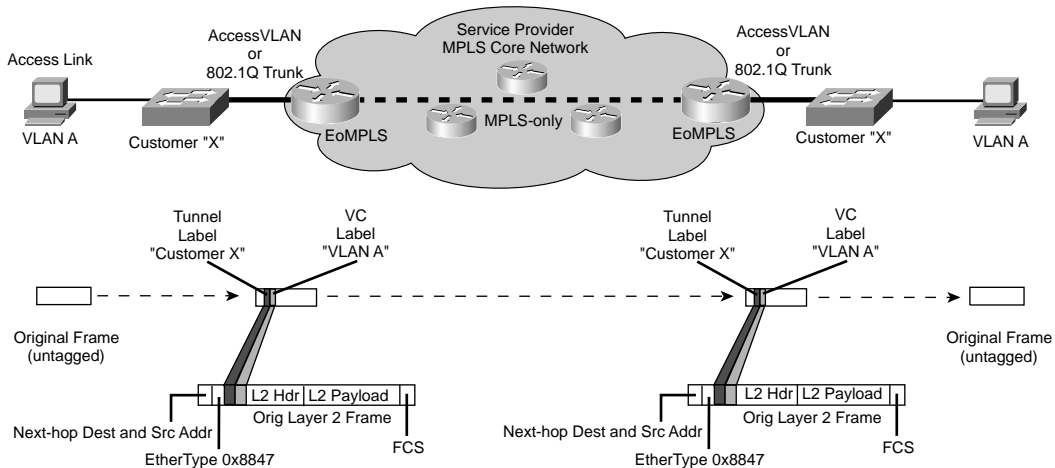 Service Provider
MPLS Core Network
AccessVLAN
or
802.1Q Trunk
AccessVLAN
or
802.1Q Trunk
Access Link
VLAN A
Customer "X"
EoMPLS
MPLS-only
EoMPLS
Customer "X"
VLAN A
Tunnel
Label
"Customer X"
VC
Label
"VLAN A"
Tunnel
Label
"Customer X"
VC
Label
"VLAN A"
Original Frame
(untagged)
Original Frame
(untagged)
L2 Hdr
L2 Payload
Orig Layer 2 Frame
Next-hop Dest and Src Addr
EtherType 0x8847
FCS
L2 Hdr
L2 Payload
Orig Layer 2 Frame
Next-hop Dest and Src Addr
EtherType 0x8847
FCS